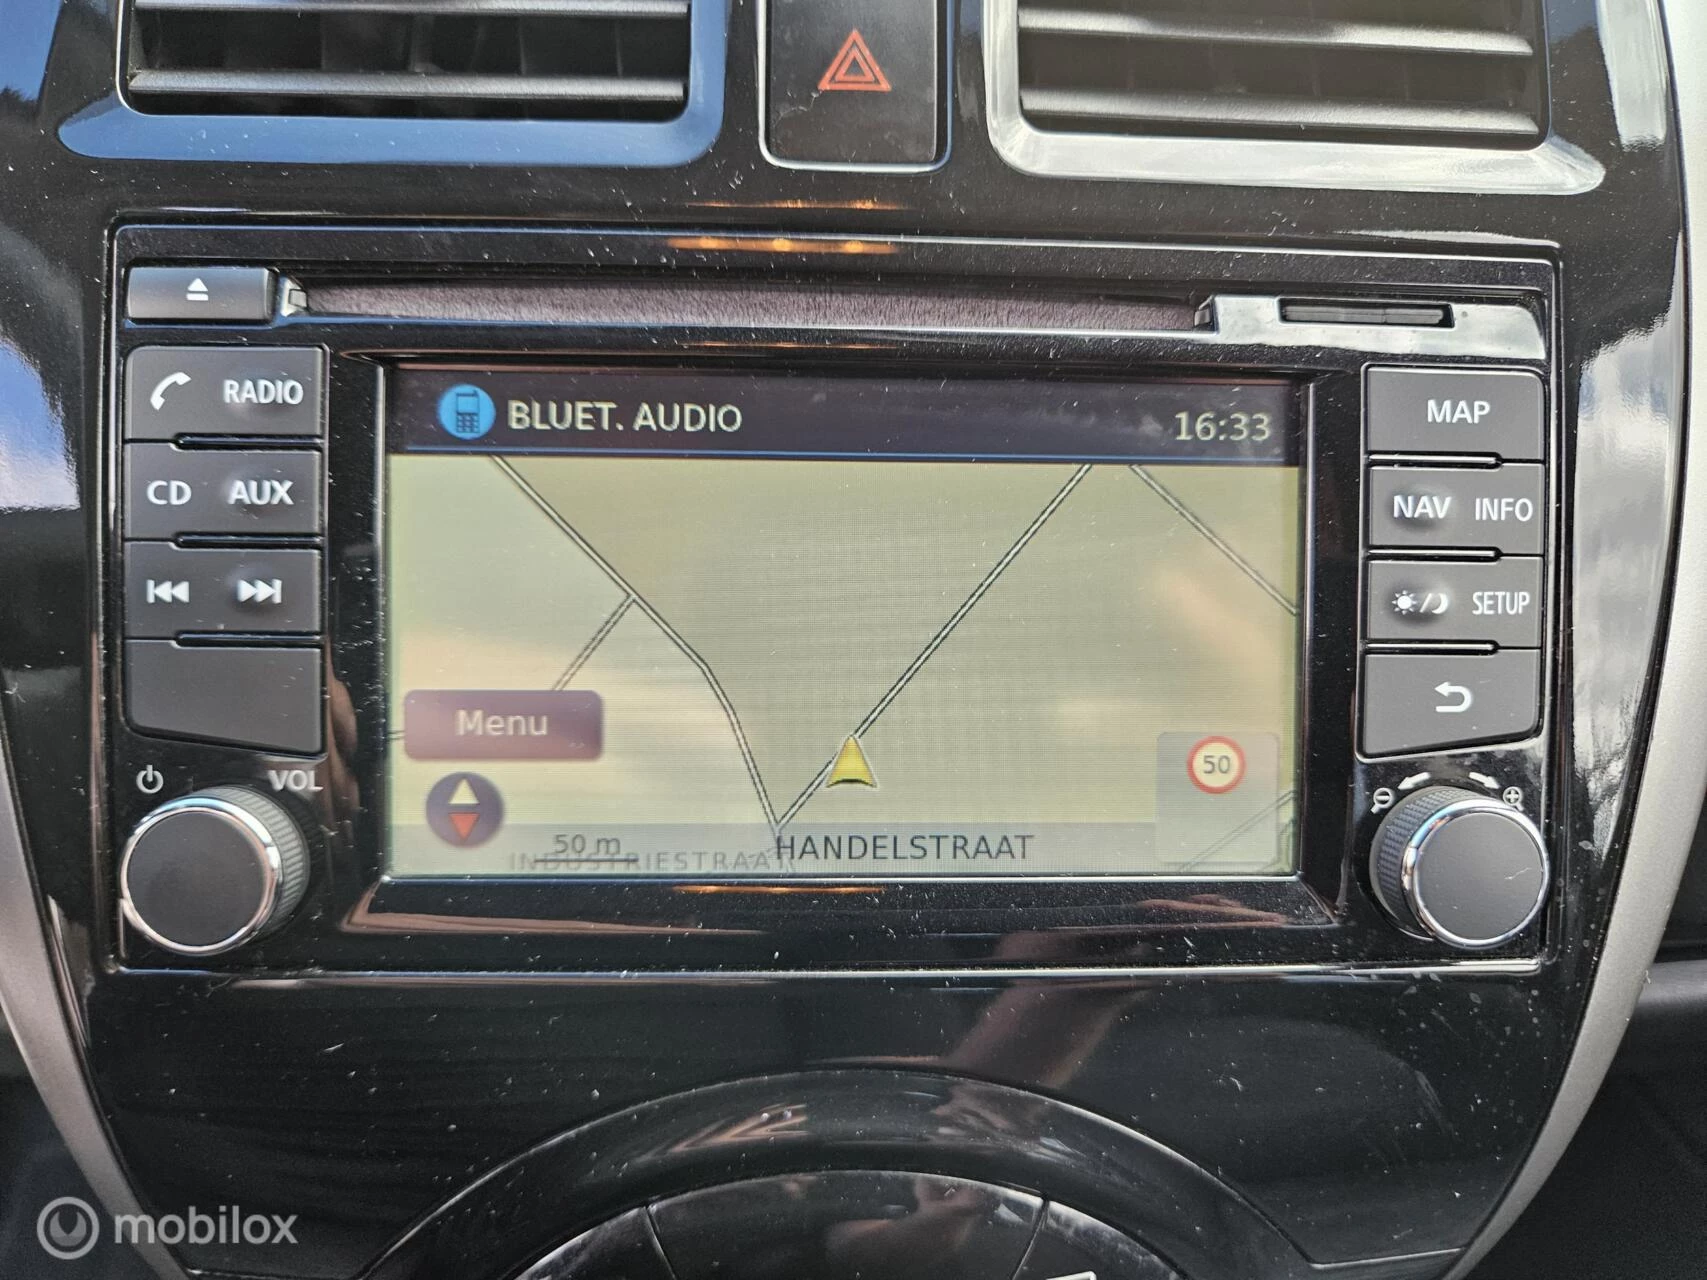 RADIO
CD AUX
VOL
BLUET. AUDIO 16:33
Menu
50
50 m
HANDELSTRAAT
INDUSTRIESTRAAT
MAP
NAV INFO
SETUP
mobilox